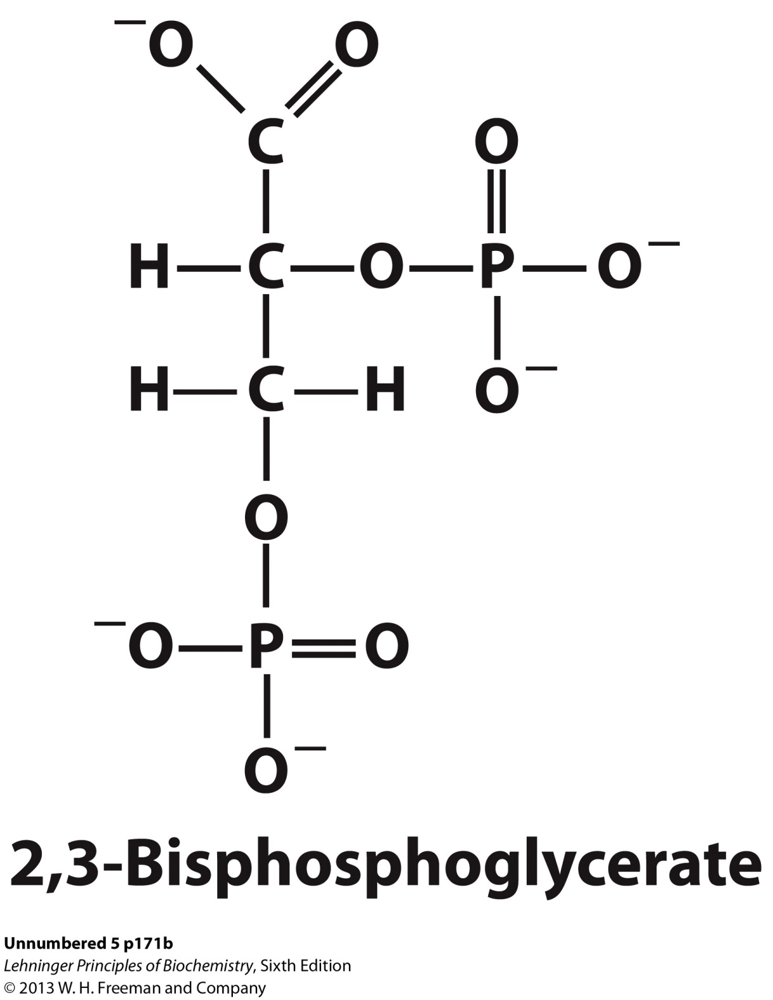 −O O
C O
H C O P O−
H C H O−
O
−O P O
O−
2,3-Bisphosphoglycerate
Unnumbered 5 p171b
Lehninger Principles of Biochemistry, Sixth Edition
© 2013 W. H. Freeman and Company